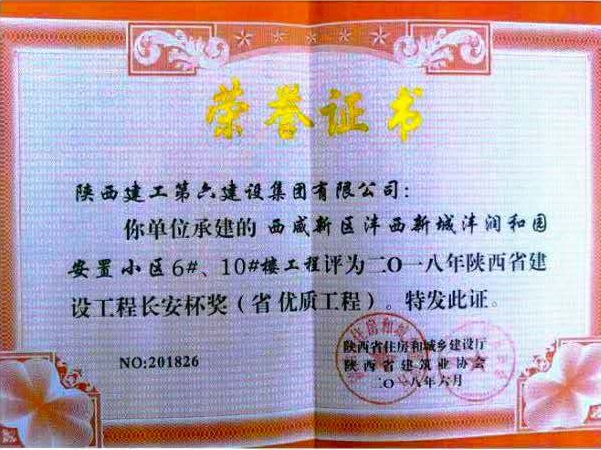 荣誉证书
陕西建工第六建设集团有限公司：
你单位承建的 西咸新区沣西新城沣润和园
安置小区6#、10#楼工程评为二〇一八年陕西省建
设工程长安杯奖（省优质工程）。特发此证。
陕西省住房和城乡建设厅
NO:201826
陕西省建筑业协会
二〇一八年六月